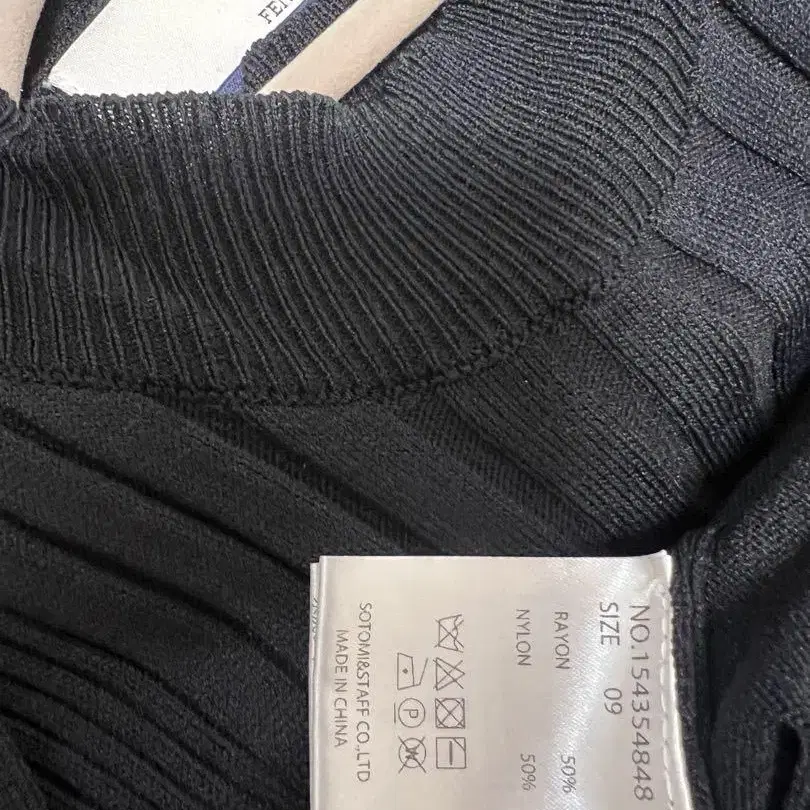 NO.154354848
SIZE 09
RAYON 50%
NYLON 50%
SOTOMI&STAFF CO.,LTD
MADE IN CHINA